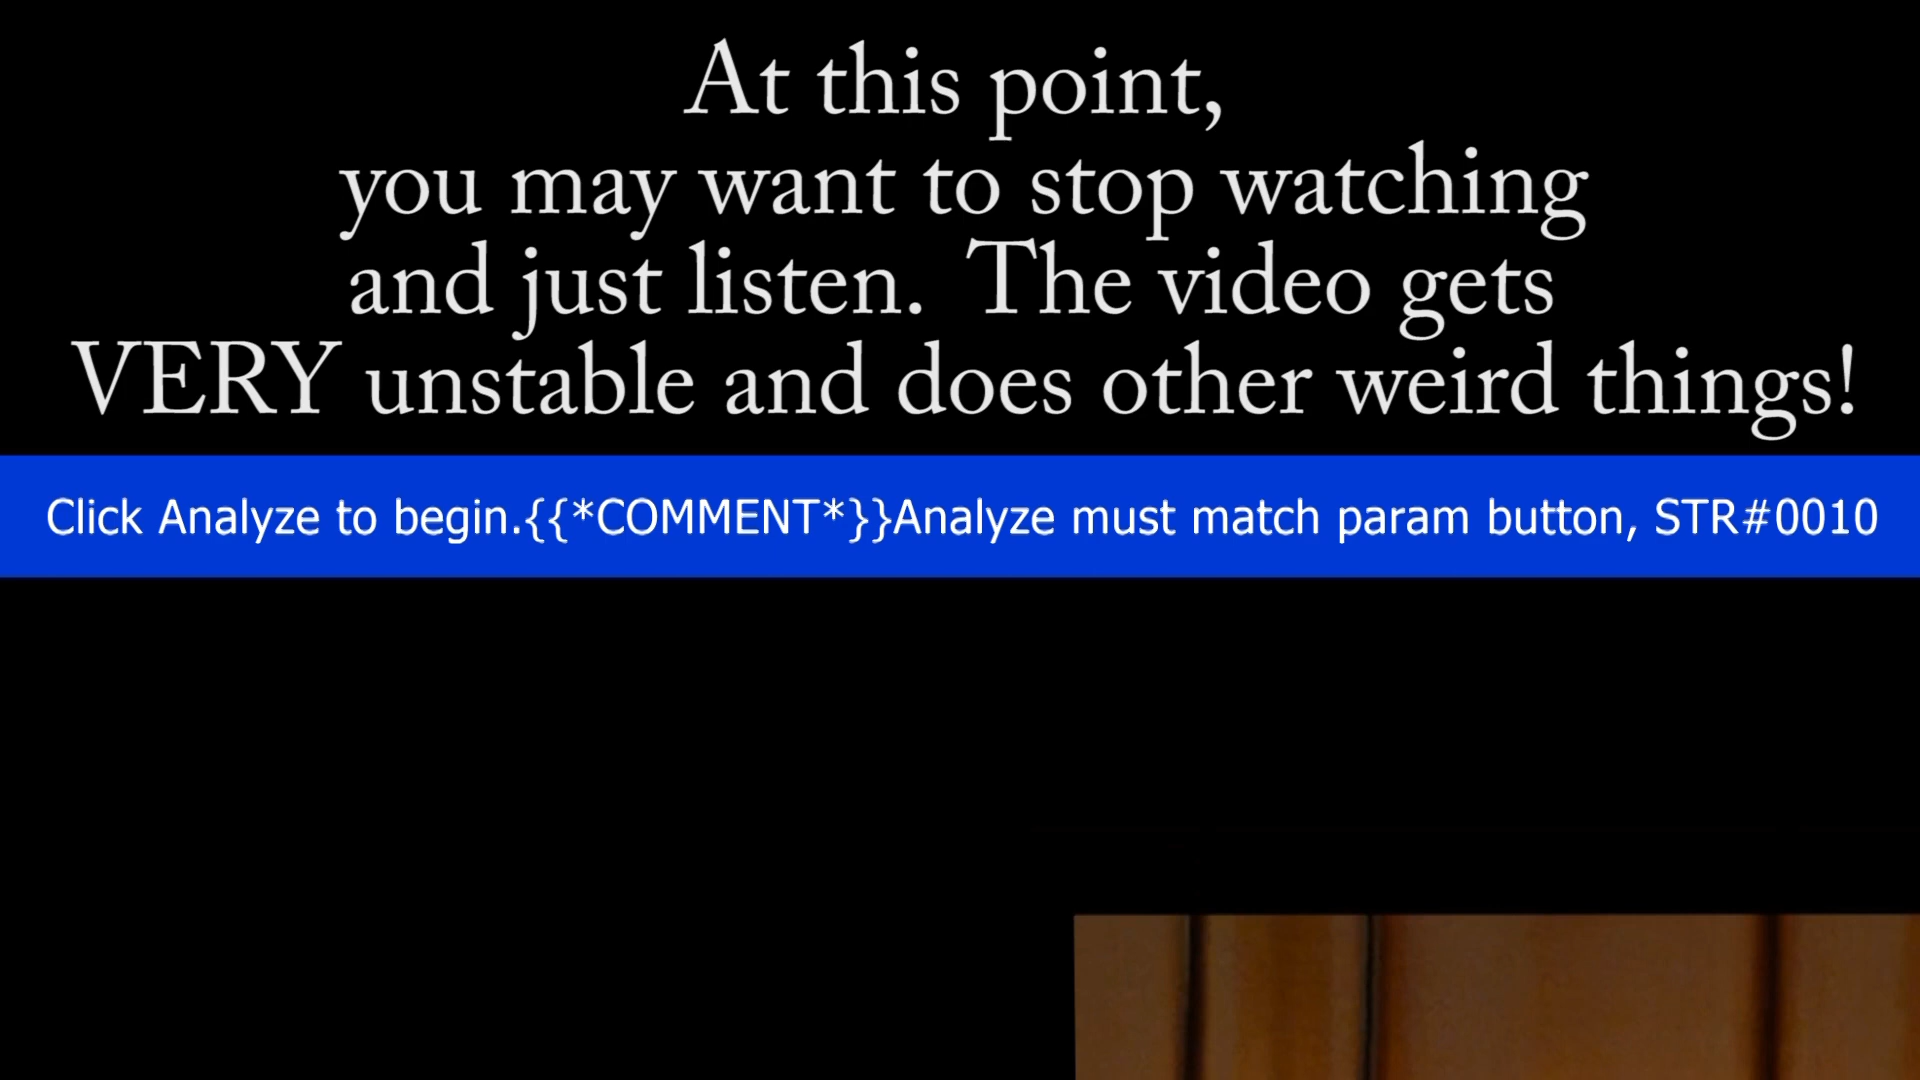 At this point,
you may want to stop watching
and just listen.  The video gets
VERY unstable and does other weird things!
Click Analyze to begin.{{*COMMENT*}}Analyze must match param button, STR#0010